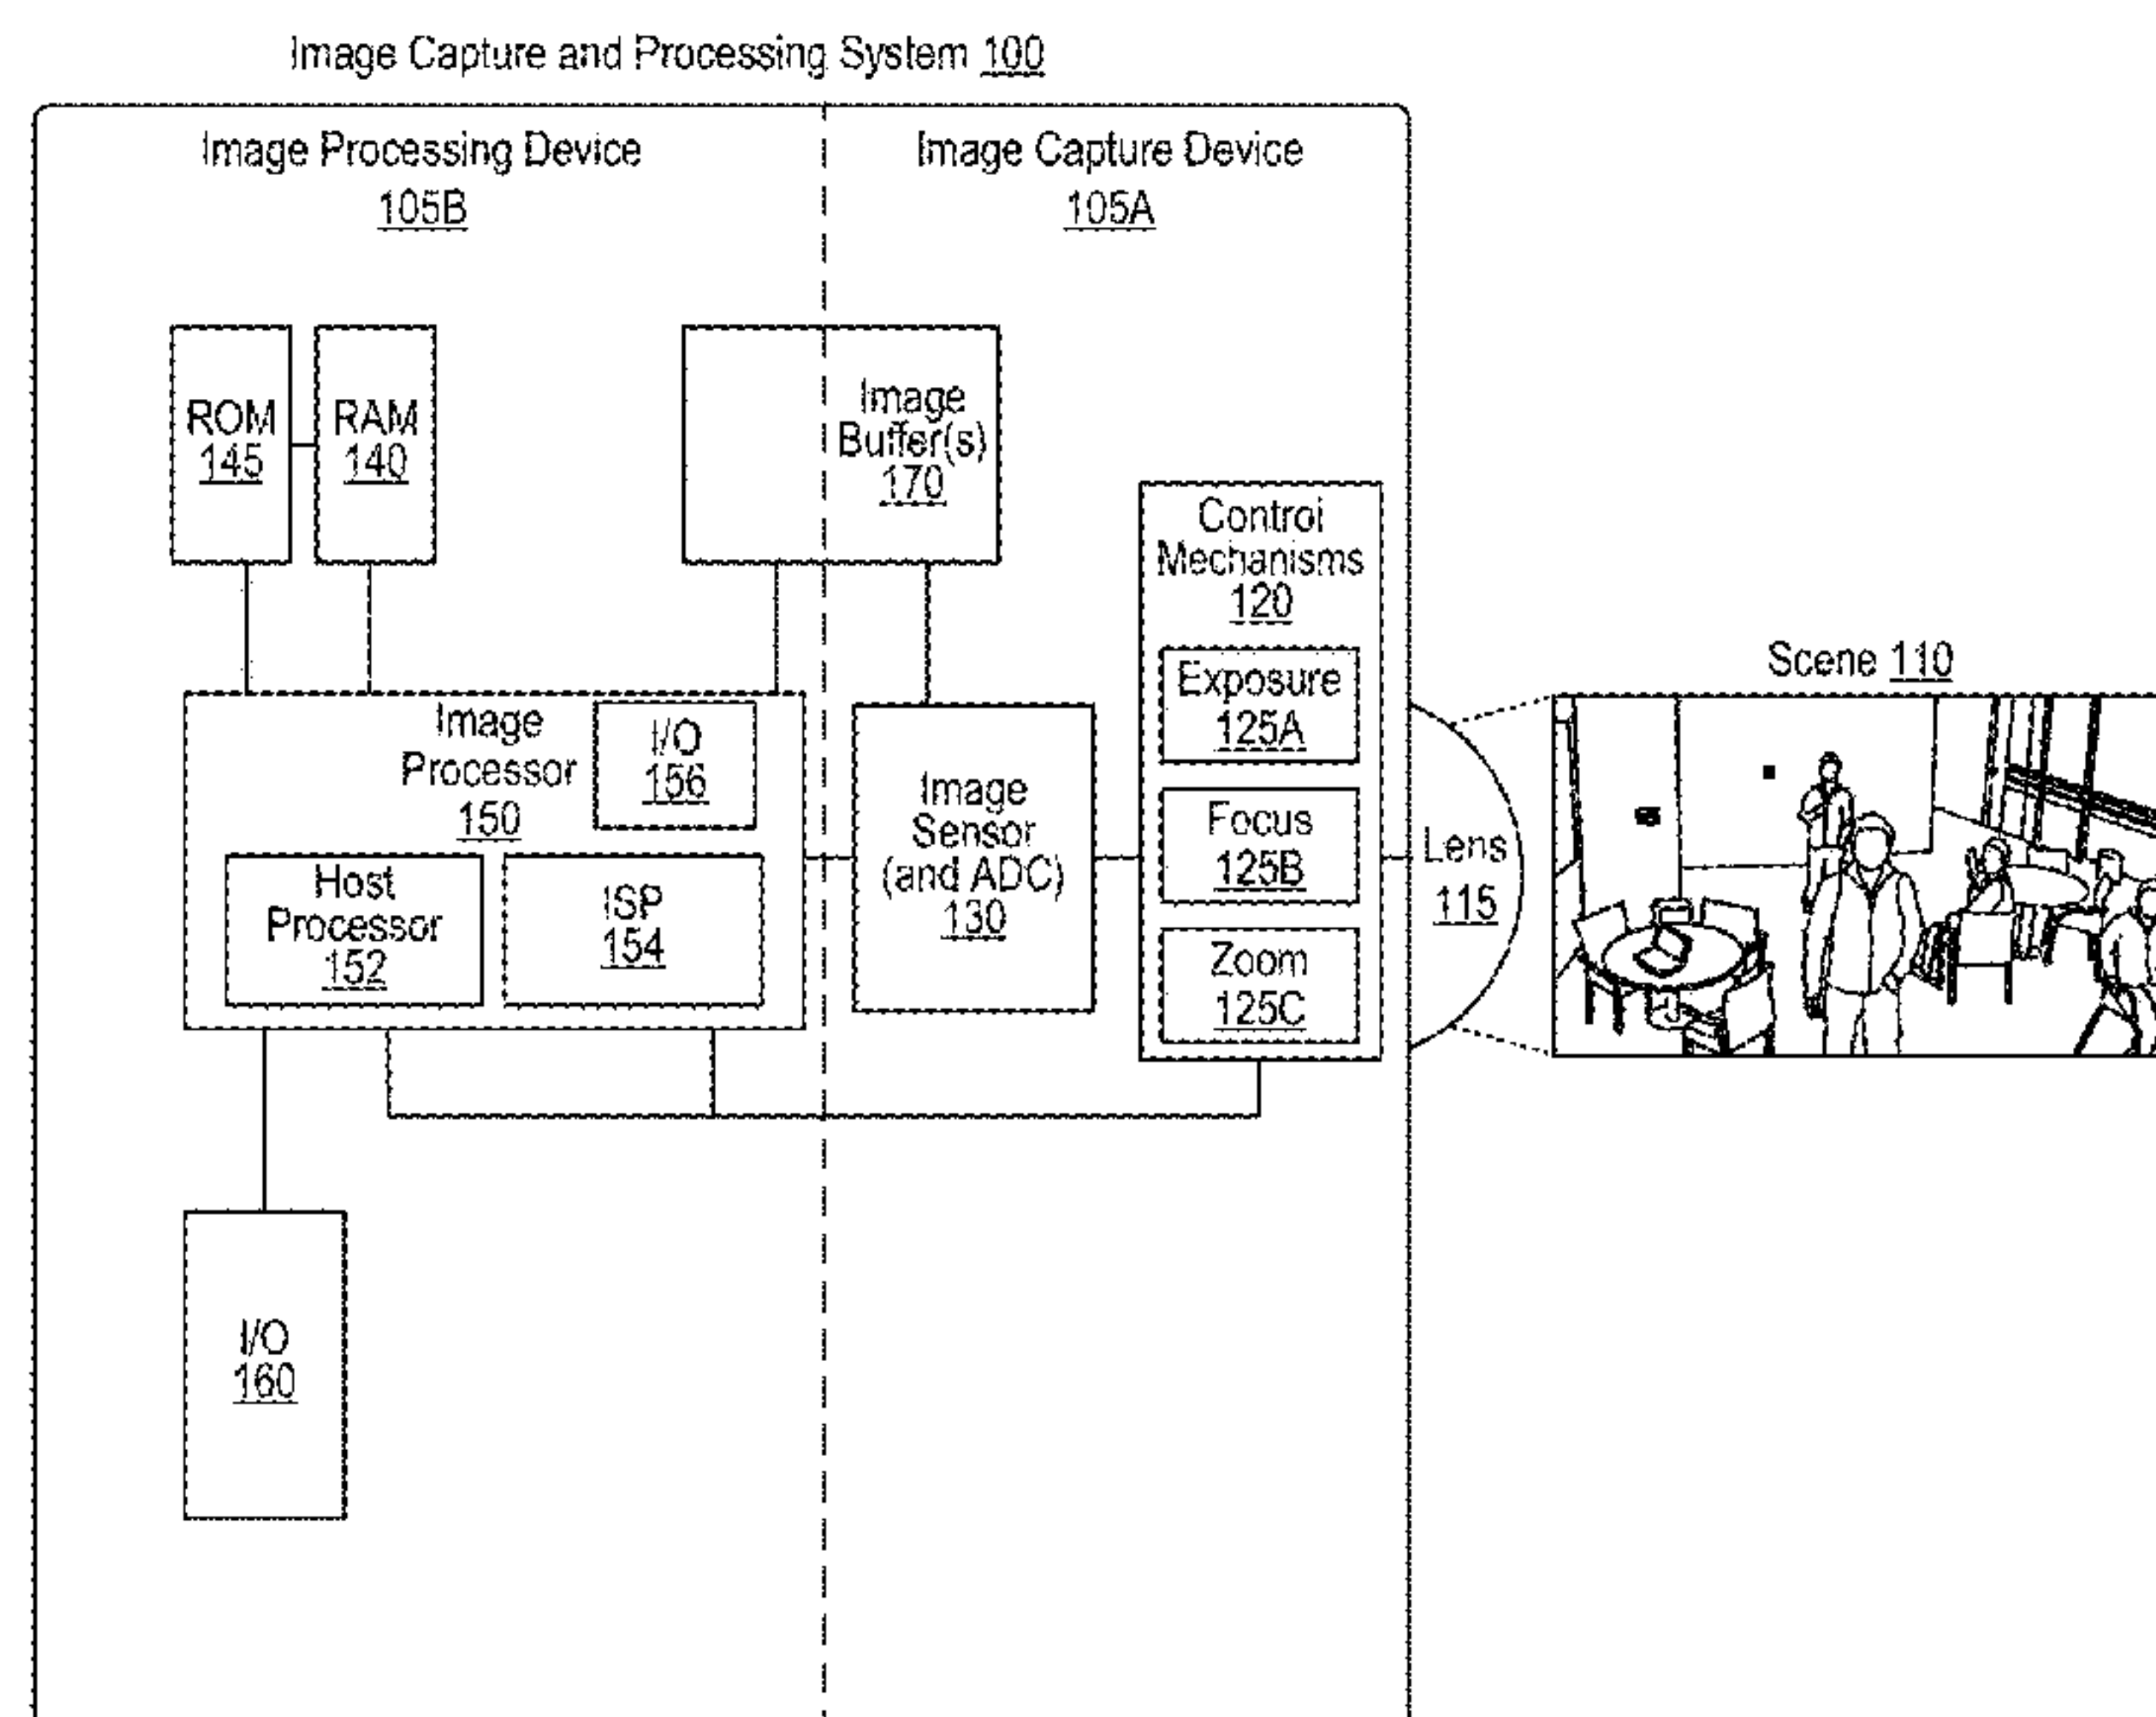 Image Capture and Processing System 100
Image Processing Device
105B
Image Capture Device
105A
ROM
145
RAM
140
Image
Buffer(s)
170
Control
Mechanisms
120
Exposure
125A
Focus
125B
Zoom
125C
Image
Processor
150
I/O
156
Host
Processor
152
ISP
154
Image
Sensor
(and ADC)
130
Lens
115
Scene 110
I/O
160